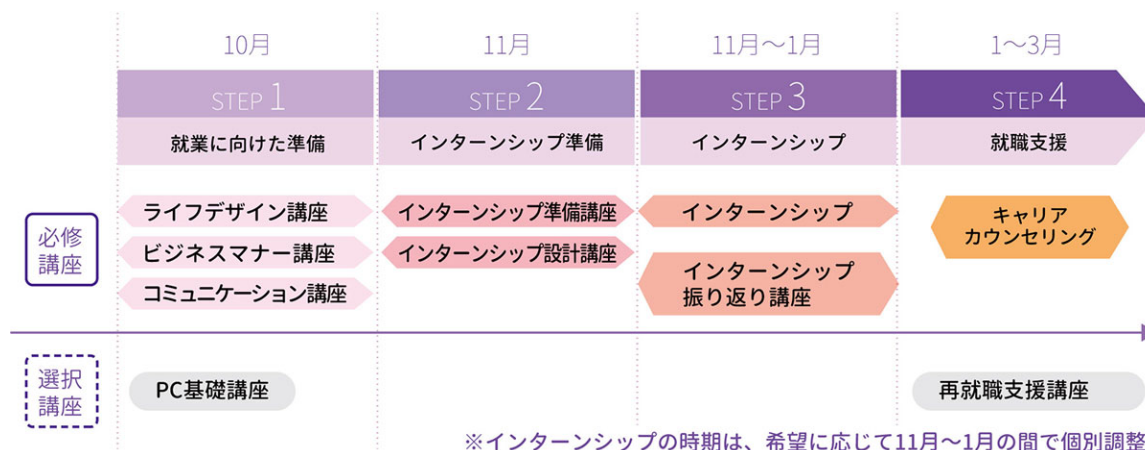 10月
11月
11月～1月
1～3月
STEP 1
STEP 2
STEP 3
STEP 4
就業に向けた準備
インターンシップ準備
インターンシップ
就職支援
必修
講座
ライフデザイン講座
ビジネスマナー講座
コミュニケーション講座
インターンシップ準備講座
インターンシップ設計講座
インターンシップ
インターンシップ
振り返り講座
キャリア
カウンセリング
選択
講座
PC基礎講座
再就職支援講座
※インターンシップの時期は、希望に応じて11月～1月の間で個別調整